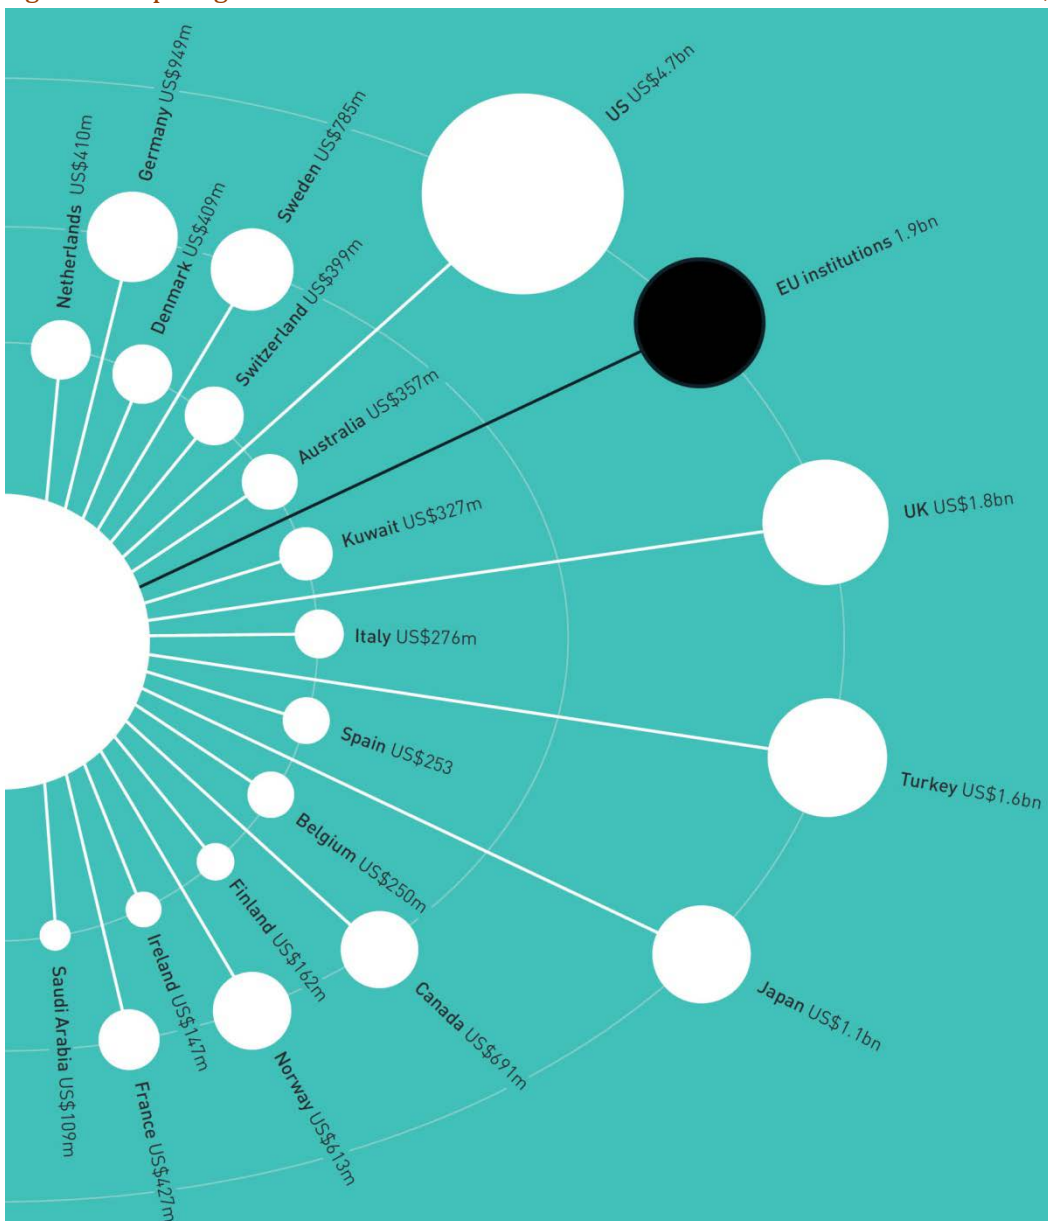 Netherlands US$410m
Germany US$949m
Denmark US$409m
Sweden US$785m
Switzerland US$399m
US US$4.7bn
Australia US$357m
EU institutions 1.9bn
Kuwait US$327m
UK US$1.8bn
Italy US$276m
Turkey US$1.6bn
Spain US$253
Japan US$1.1bn
Belgium US$250m
Canada US$691m
Finland US$162m
Norway US$613m
Ireland US$147m
France US$427m
Saudi Arabia US$109m